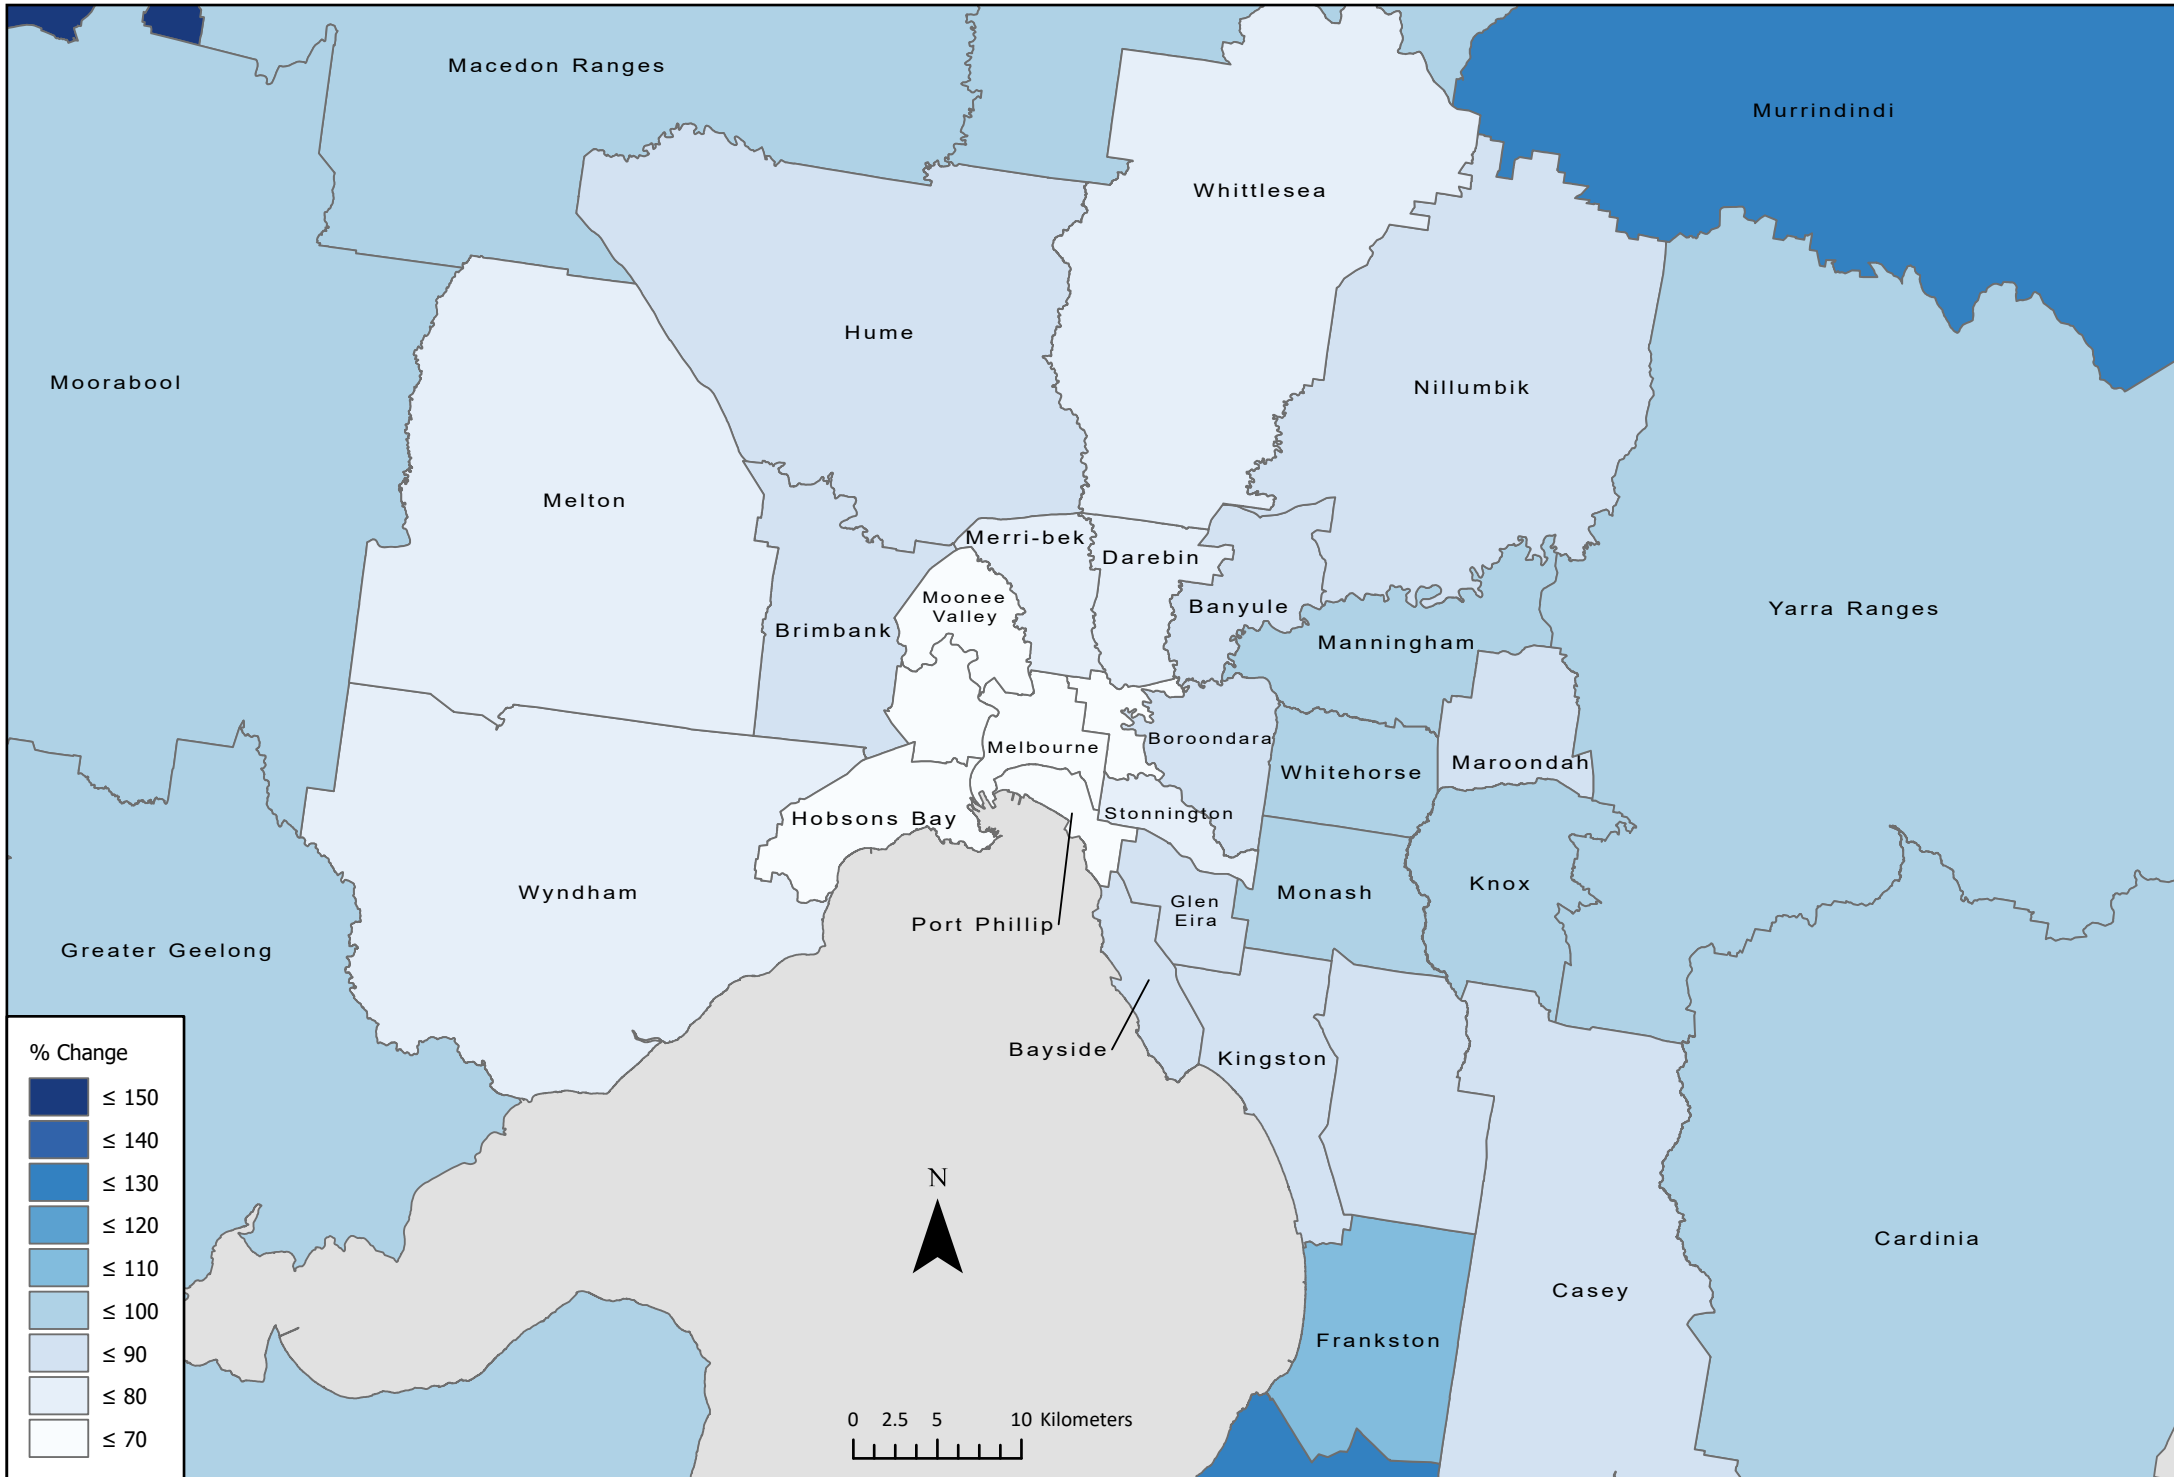 Macedon Ranges
Murrindindi
Whittlesea
Hume
Moorabool
Nillumbik
Melton
Merri-bek
Darebin
Moonee
Valley
Banyule
Yarra Ranges
Brimbank
Manningham
Melbourne
Boroondara
Whitehorse
Maroondah
Hobsons Bay
Stonnington
Wyndham
Glen
Eira
Monash
Knox
Port Phillip
Greater Geelong
Bayside
Kingston
Cardinia
Casey
Frankston
% Change
≤ 150
≤ 140
≤ 130
≤ 120
≤ 110
≤ 100
≤ 90
≤ 80
≤ 70
N
0 2.5 5 10 Kilometers